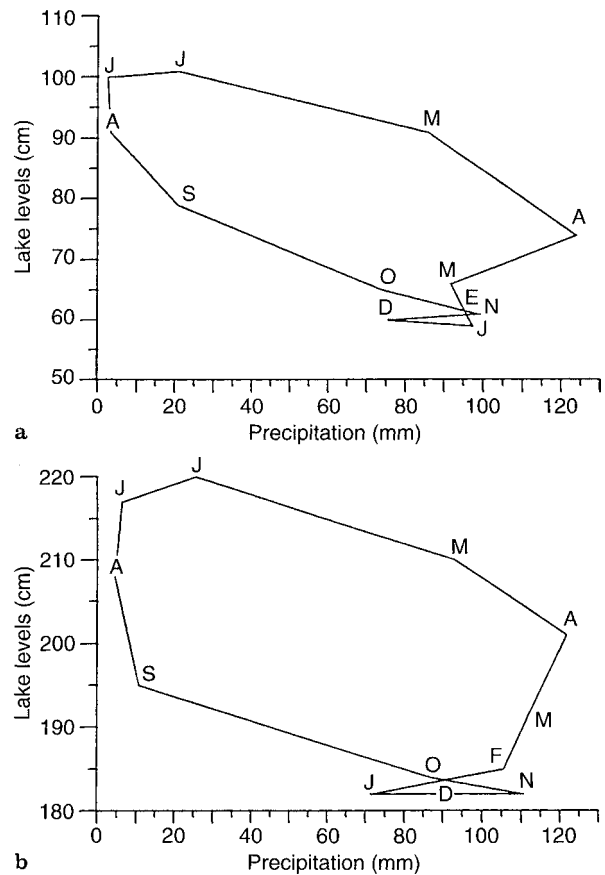 110
J
J
100
A
M
90
S
80
A
70
M
O
E
D
N
60
J
50
0
20
40
60
80
100
120
Lake levels (cm)
Precipitation (mm)
a
J
220
J
M
210
A
A
200
S
M
190
F
O
J
D
N
180
0
20
40
60
80
100
120
Lake levels (cm)
Precipitation (mm)
b